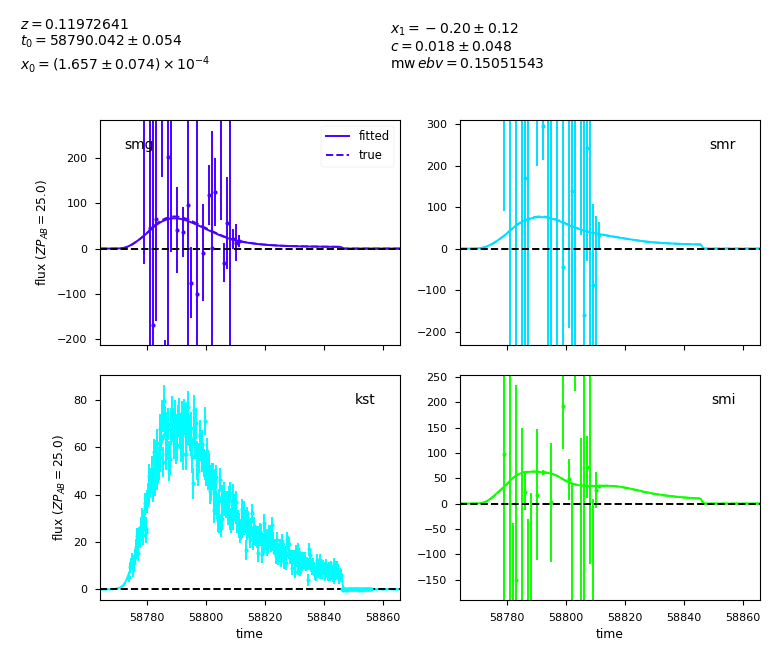 z = 0.11972641
t₀ = 58790.042 ± 0.054
x₀ = (1.657 ± 0.074) × 10⁻⁴
x₁ = −0.20 ± 0.12
c = 0.018 ± 0.048
mw ebv = 0.15051543
smg
fitted
true
200
100
0
−100
−200
flux (ZP_AB = 25.0)
smr
300
200
100
0
−100
−200
kst
80
60
40
20
0
flux (ZP_AB = 25.0)
58780 58800 58820 58840 58860
time
smi
250
200
150
100
50
0
−50
−100
−150
58780 58800 58820 58840 58860
time